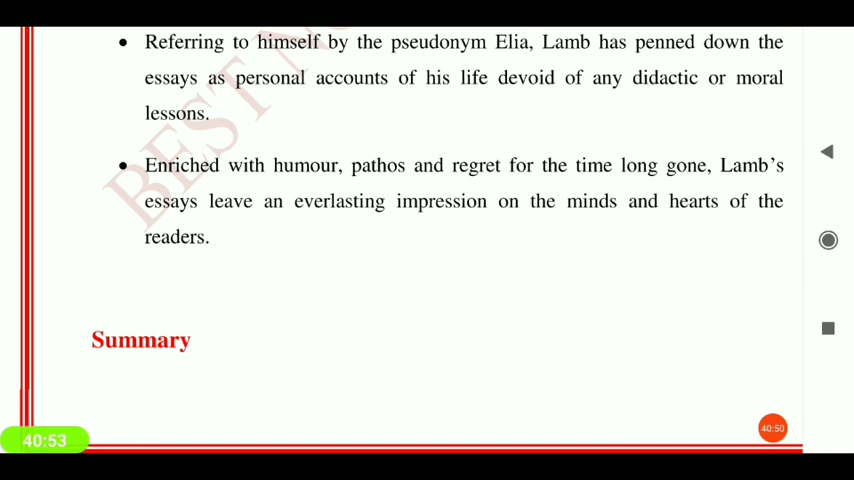 • Referring to himself by the pseudonym Elia, Lamb has penned down the
essays as personal accounts of his life devoid of any didactic or moral
lessons.
• Enriched with humour, pathos and regret for the time long gone, Lamb's
essays leave an everlasting impression on the minds and hearts of the
readers.
Summary
40:53
40:50
BEST NO